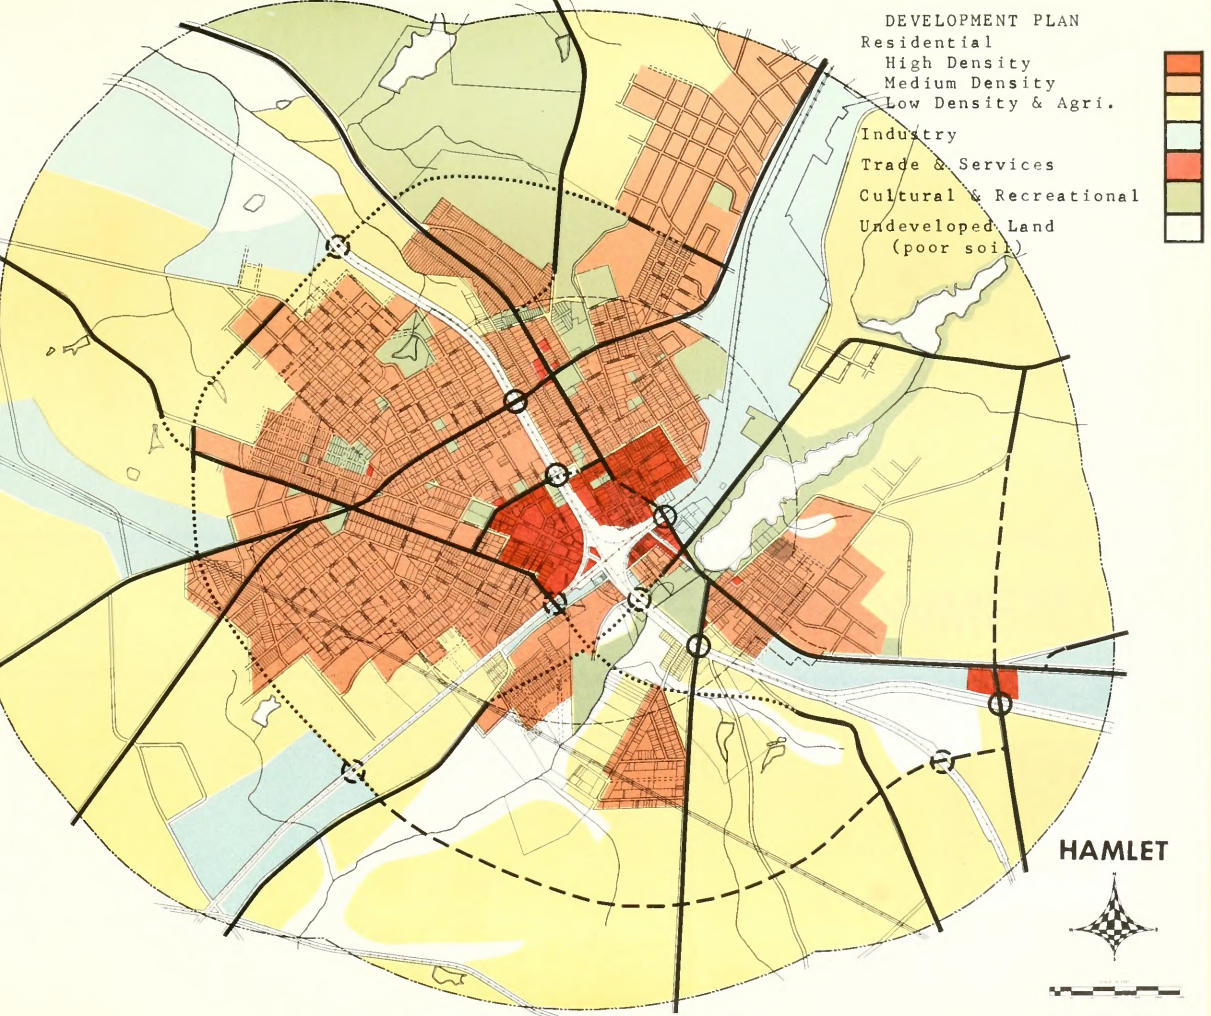 DEVELOPMENT PLAN
Residential
High Density
Medium Density
Low Density & Agri.
Industry
Trade & Services
Cultural & Recreational
Undeveloped Land
(poor soil)
HAMLET
N
W E
S